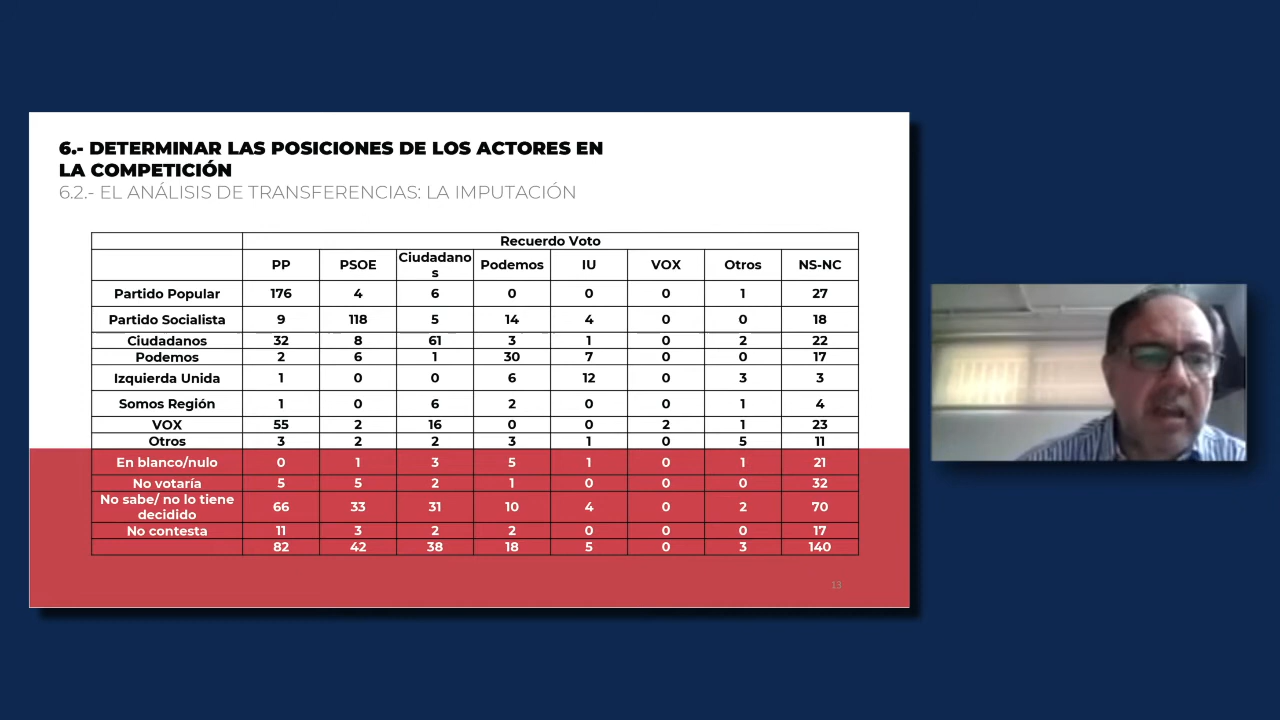 6.- DETERMINAR LAS POSICIONES DE LOS ACTORES EN
LA COMPETICIÓN
6.2.- EL ANÁLISIS DE TRANSFERENCIAS: LA IMPUTACIÓN
Recuerdo Voto
PP PSOE Ciudadano
s Podemos IU VOX Otros NS-NC
Partido Popular 176 4 6 0 0 0 1 27
Partido Socialista 9 118 5 14 4 0 0 18
Ciudadanos 32 8 61 3 1 0 2 22
Podemos 2 6 1 30 7 0 0 17
Izquierda Unida 1 0 0 6 12 0 3 3
Somos Región 1 0 6 2 0 0 1 4
VOX 55 2 16 0 0 2 1 23
Otros 3 2 2 3 1 0 5 11
En blanco/nulo 0 1 3 5 1 0 1 21
No votaría 5 5 2 1 0 0 0 32
No sabe/ no lo tiene
decidido 66 33 31 10 4 0 2 70
No contesta 11 3 2 2 0 0 0 17
82 42 38 18 5 0 3 140
13